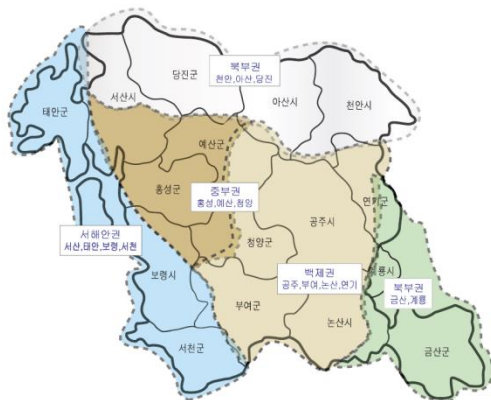 북부권
천안,아산,당진
당진군
서산시
아산시
천안시
태안군
예산군
홍성군
중부권
홍성,예산,청양
연기군
공주시
청양군
서해안권
서산,태안,보령,서천
보령시
백제권
공주,부여,논산,연기
계룡시
북부권
금산,계룡
부여군
논산시
서천군
금산군